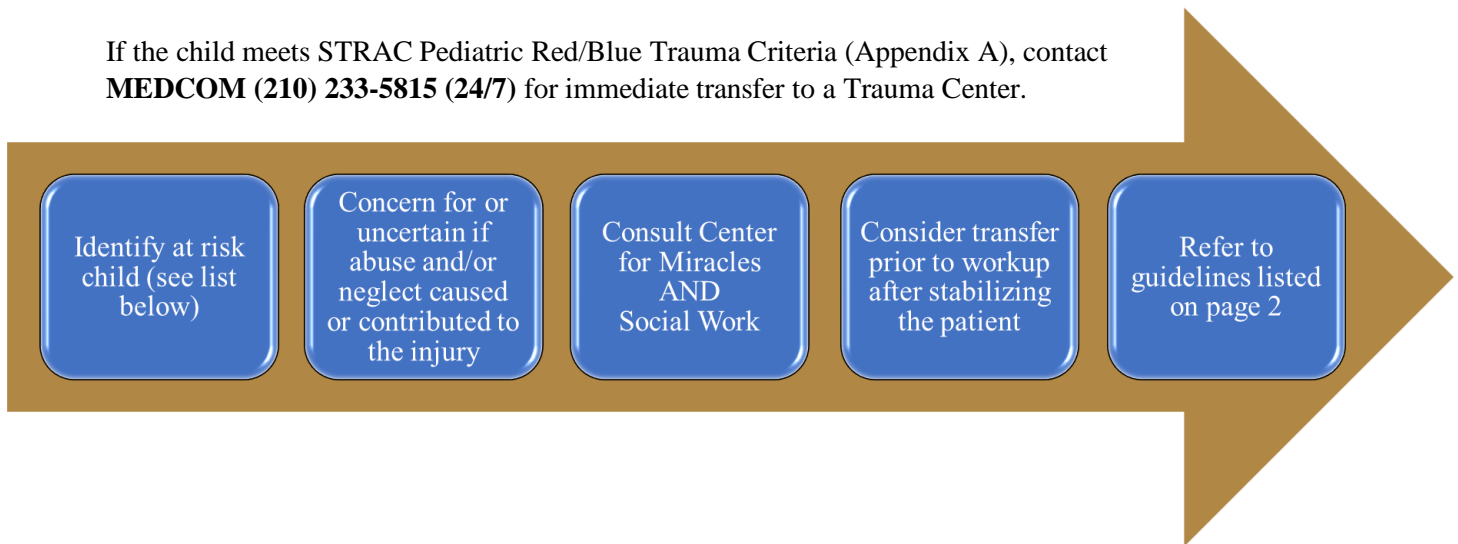 If the child meets STRAC Pediatric Red/Blue Trauma Criteria (Appendix A), contact
MEDCOM (210) 233-5815 (24/7) for immediate transfer to a Trauma Center.
Identify at risk
child (see list
below)
Concern for or
uncertain if
abuse and/or
neglect caused
or contributed to
the injury
Consult Center
for Miracles
AND
Social Work
Consider transfer
prior to workup
after stabilizing
the patient
Refer to
guidelines listed
on page 2